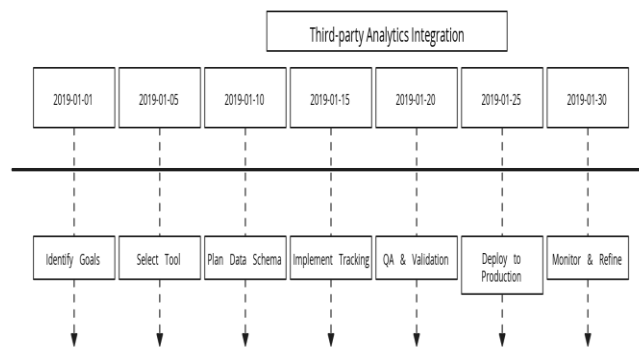 Third-party Analytics Integration
2019-01-01 2019-01-05 2019-01-10 2019-01-15 2019-01-20 2019-01-25 2019-01-30
Identify Goals Select Tool Plan Data Schema Implement Tracking QA & Validation Deploy to Monitor & Refine
Production